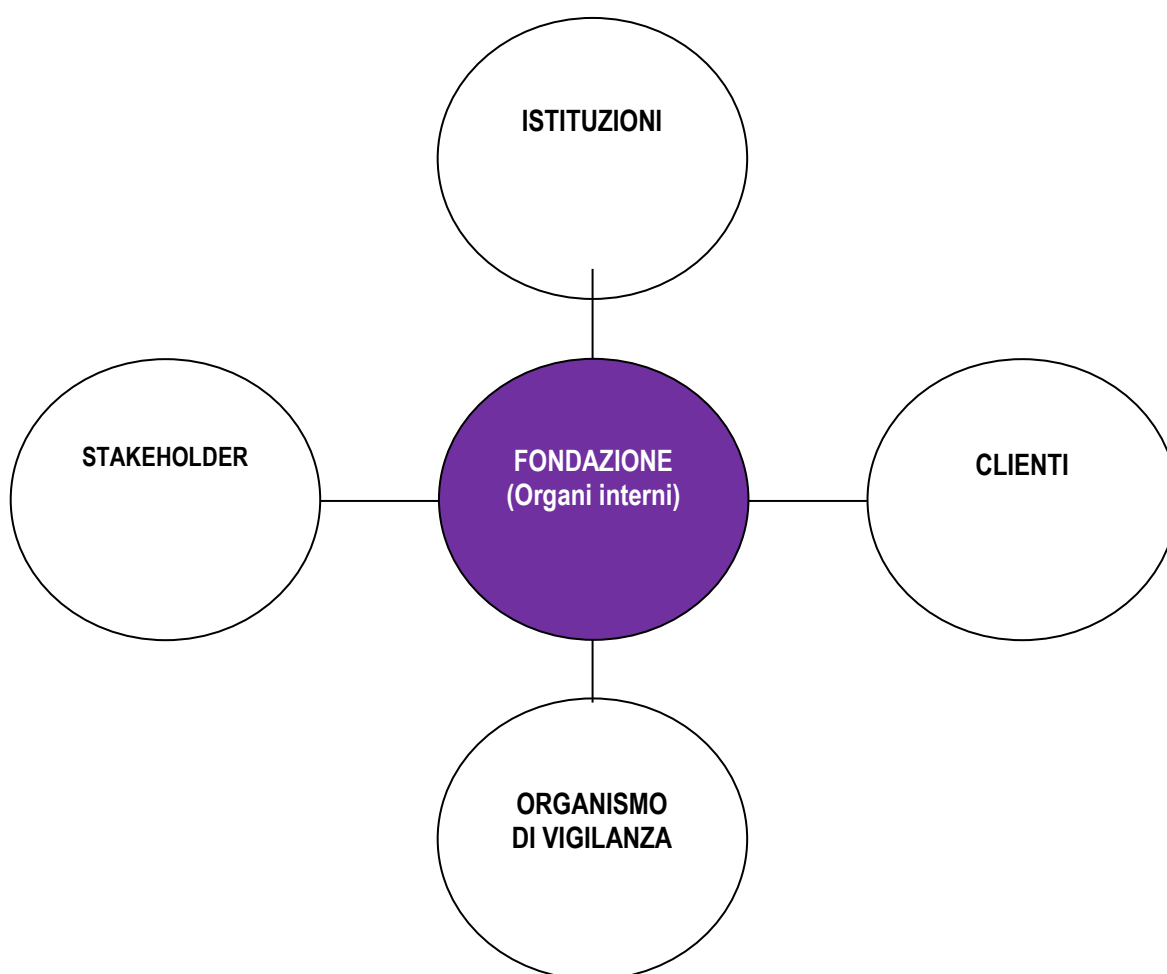 ISTITUZIONI
STAKEHOLDER
FONDAZIONE
(Organi interni)
CLIENTI
ORGANISMO
DI VIGILANZA